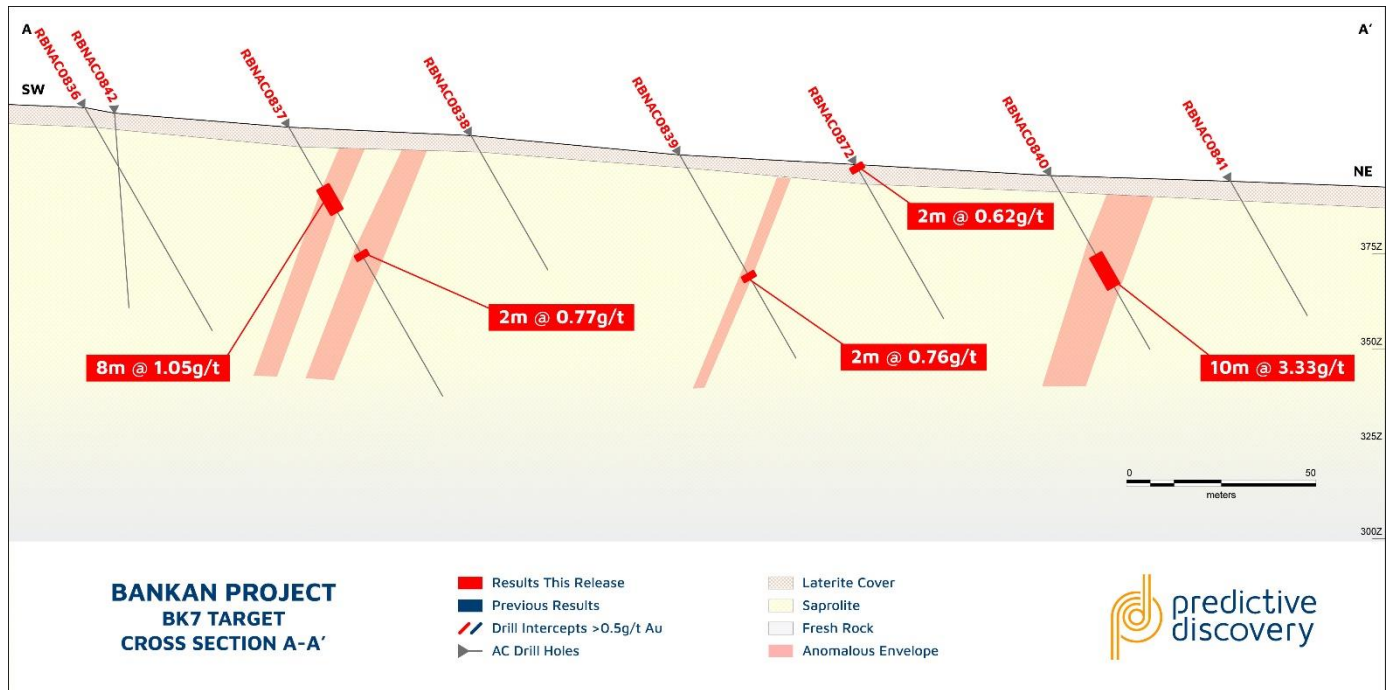 A
A'
RBNAC0836
RBNAC0842
RBNAC0837
RBNAC0838
RBNAC0839
RBNAC0872
RBNAC0840
RBNAC0841
SW
NE
2m @ 0.62g/t
375Z
2m @ 0.77g/t
2m @ 0.76g/t
350Z
8m @ 1.05g/t
10m @ 3.33g/t
325Z
0 50
meters
300Z
BANKAN PROJECT
BK7 TARGET
CROSS SECTION A-A'
Results This Release
Previous Results
Drill Intercepts >0.5g/t Au
AC Drill Holes
Laterite Cover
Saprolite
Fresh Rock
Anomalous Envelope
predictive
discovery